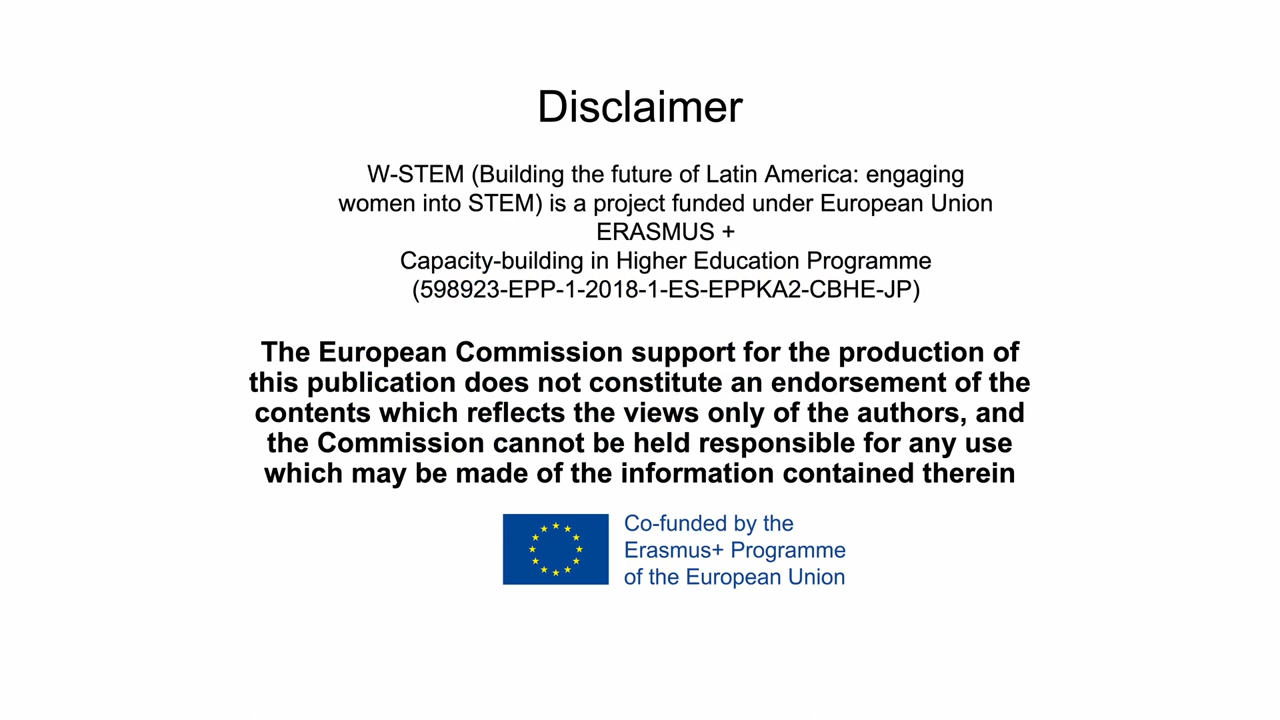 Disclaimer
W-STEM (Building the future of Latin America: engaging
women into STEM) is a project funded under European Union
ERASMUS +
Capacity-building in Higher Education Programme
(598923-EPP-1-2018-1-ES-EPPKA2-CBHE-JP)
The European Commission support for the production of
this publication does not constitute an endorsement of the
contents which reflects the views only of the authors, and
the Commission cannot be held responsible for any use
which may be made of the information contained therein
Co-funded by the
Erasmus+ Programme
of the European Union